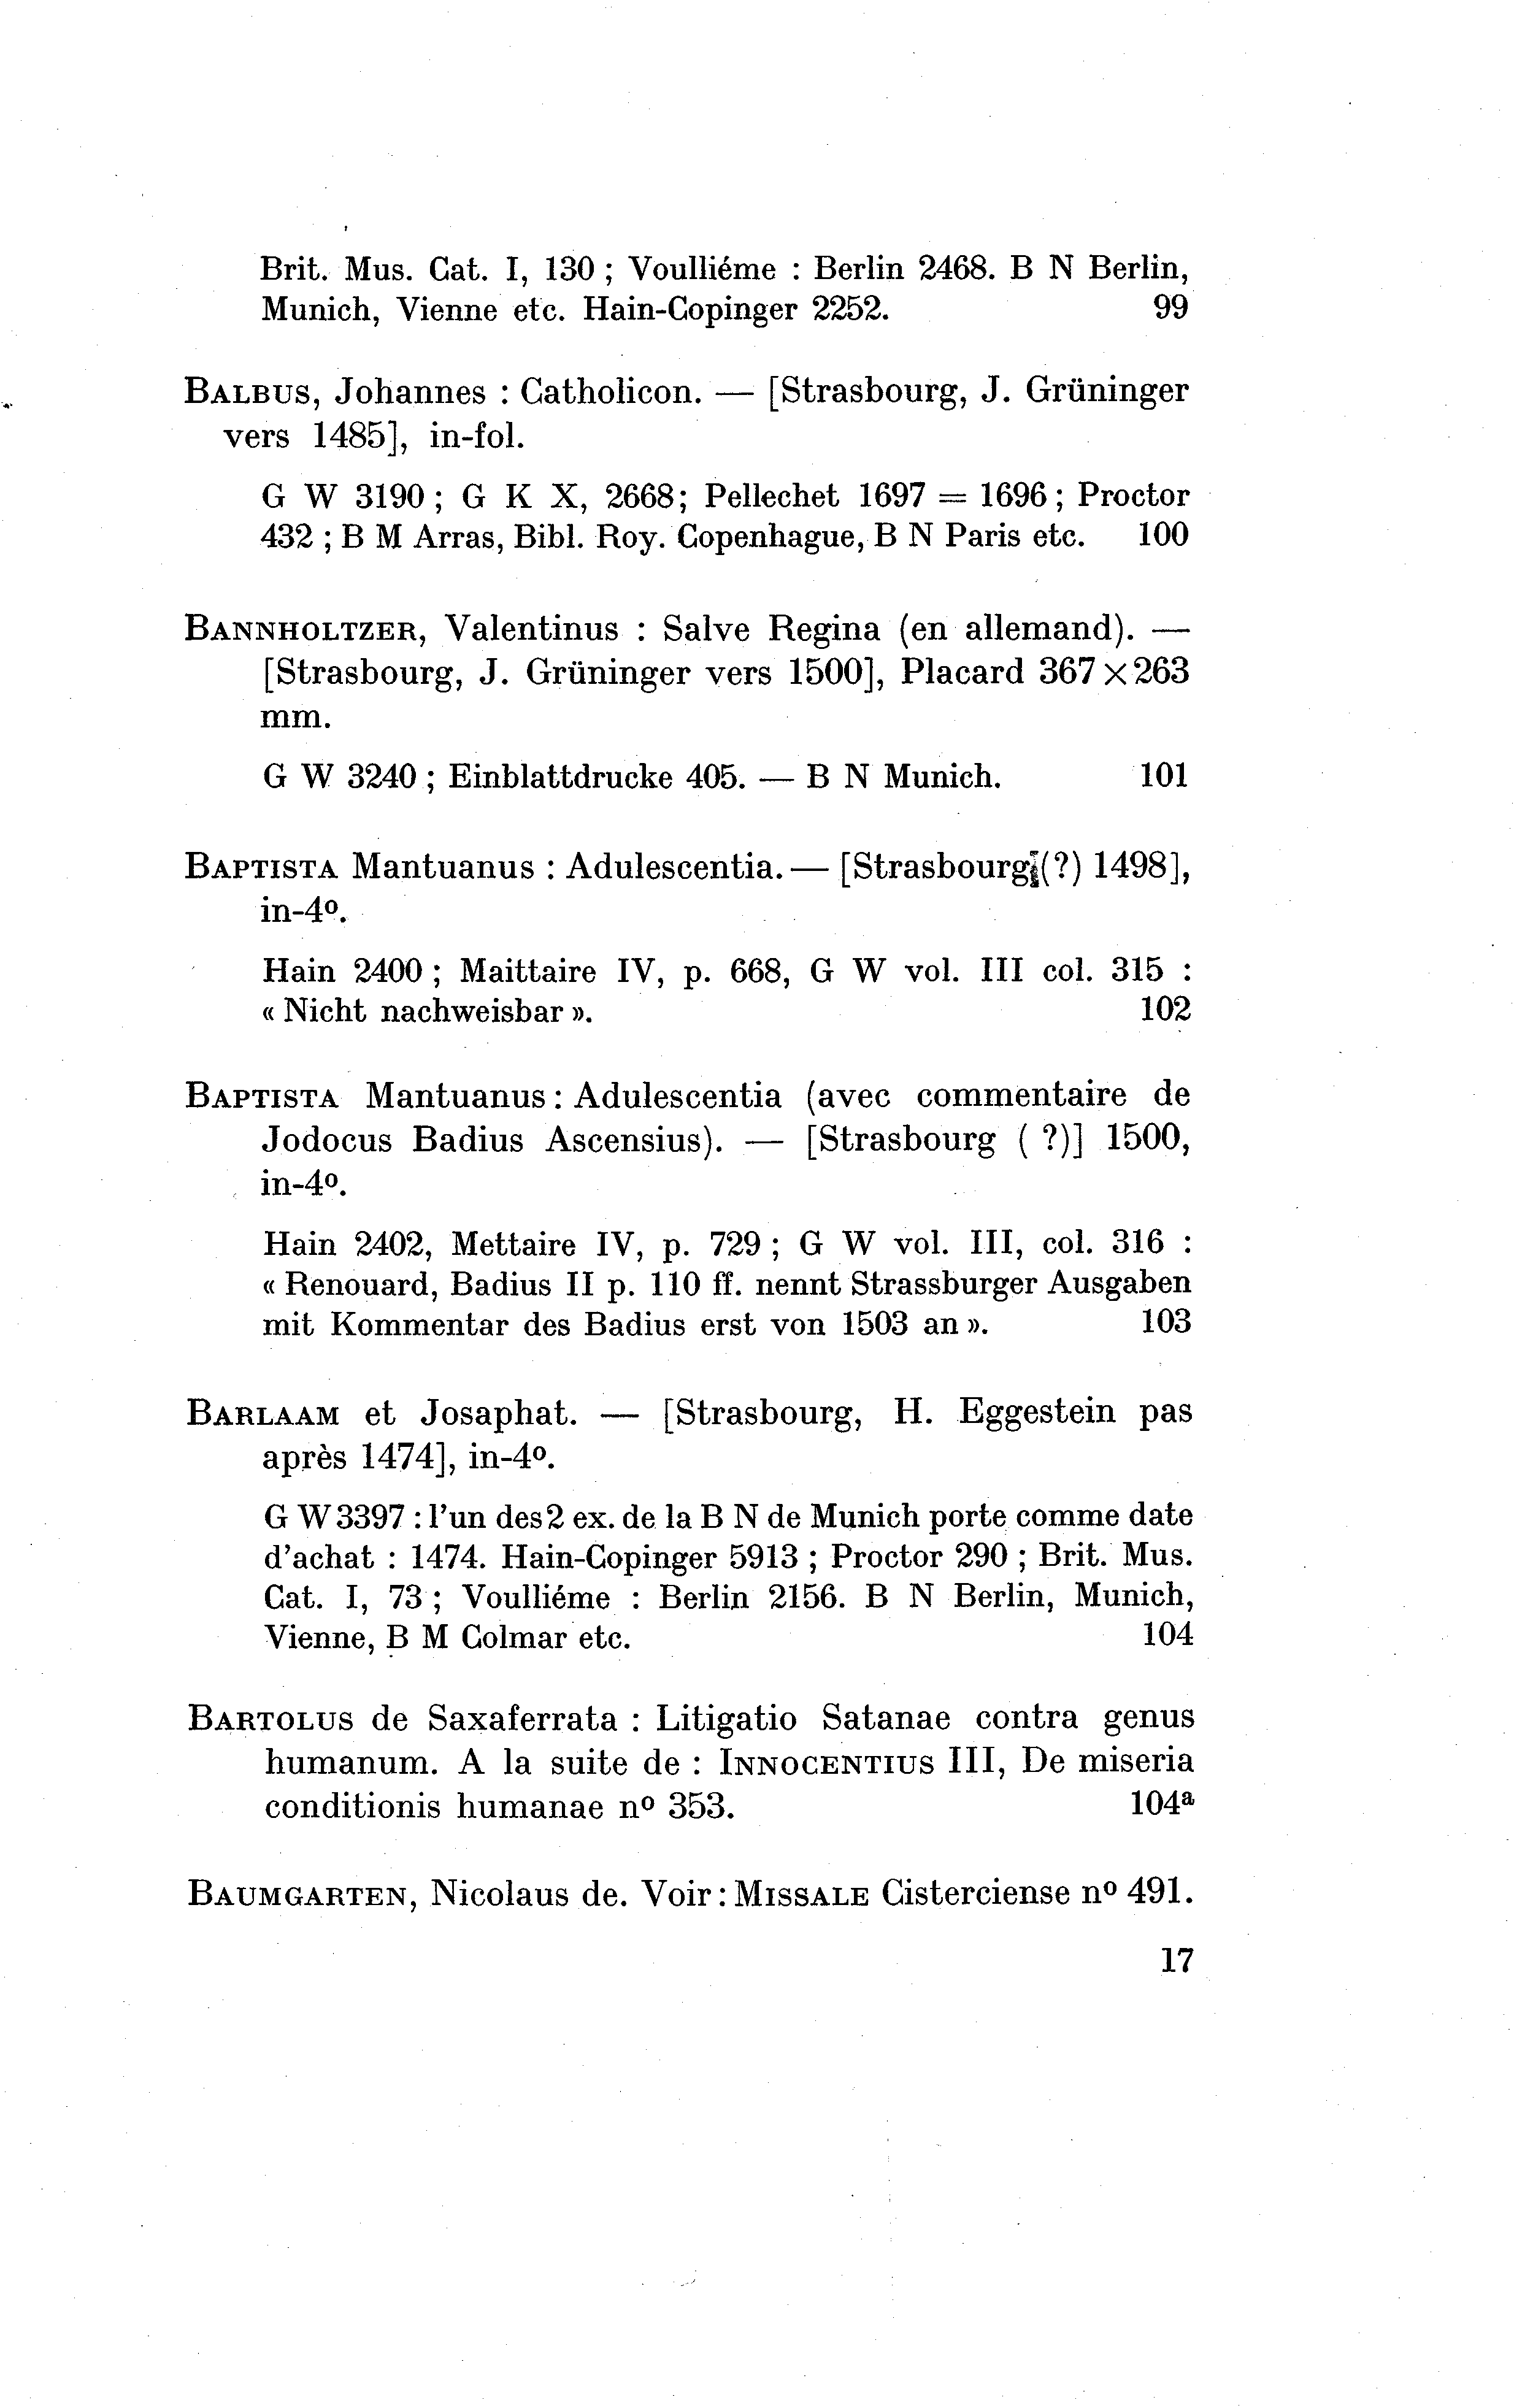 Brit. Mus. Cat. I, 130 ; Voulliéme : Berlin 2468. B N Berlin,
Munich, Vienne etc. Hain-Copinger 2252. 99
BALBUS, Johannes : Catholicon. — [Strasbourg, J. Grüninger
vers 1485], in-fol.
G W 3190 ; G K X, 2668; Pellechet 1697 = 1696 ; Proctor
432 ; B M Arras, Bibl. Roy. Copenhague, B N Paris etc. 100
BANNHOLTZER, Valentinus : Salve Regina (en allemand). —
[Strasbourg, J. Grüninger vers 1500], Placard 367 × 263
mm.
G W 3240 ; Einblattdrucke 405. — B N Munich. 101
BAPTISTA Mantuanus : Adulescentia. — [Strasbourg (?) 1498],
in-4º.
Hain 2400 ; Maittaire IV, p. 668, G W vol. III col. 315 :
« Nicht nachweisbar ». 102
BAPTISTA Mantuanus : Adulescentia (avec commentaire de
Jodocus Badius Ascensius). — [Strasbourg ( ?)] 1500,
in-4º.
Hain 2402, Mettaire IV, p. 729 ; G W vol. III, col. 316 :
« Renouard, Badius II p. 110 ff. nennt Strassburger Ausgaben
mit Kommentar des Badius erst von 1503 an ». 103
BARLAAM et Josaphat. — [Strasbourg, H. Eggestein pas
après 1474], in-4º.
G W 3397 : l'un des 2 ex. de la B N de Munich porte comme date
d'achat : 1474. Hain-Copinger 5913 ; Proctor 290 ; Brit. Mus.
Cat. I, 73 ; Voulliéme : Berlin 2156. B N Berlin, Munich,
Vienne, B M Colmar etc. 104
BARTOLUS de Saxaferrata : Litigatio Satanae contra genus
humanum. A la suite de : INNOCENTIUS III, De miseria
conditionis humanae nº 353. 104ª
BAUMGARTEN, Nicolaus de. Voir : MISSALE Cisterciense nº 491.
17